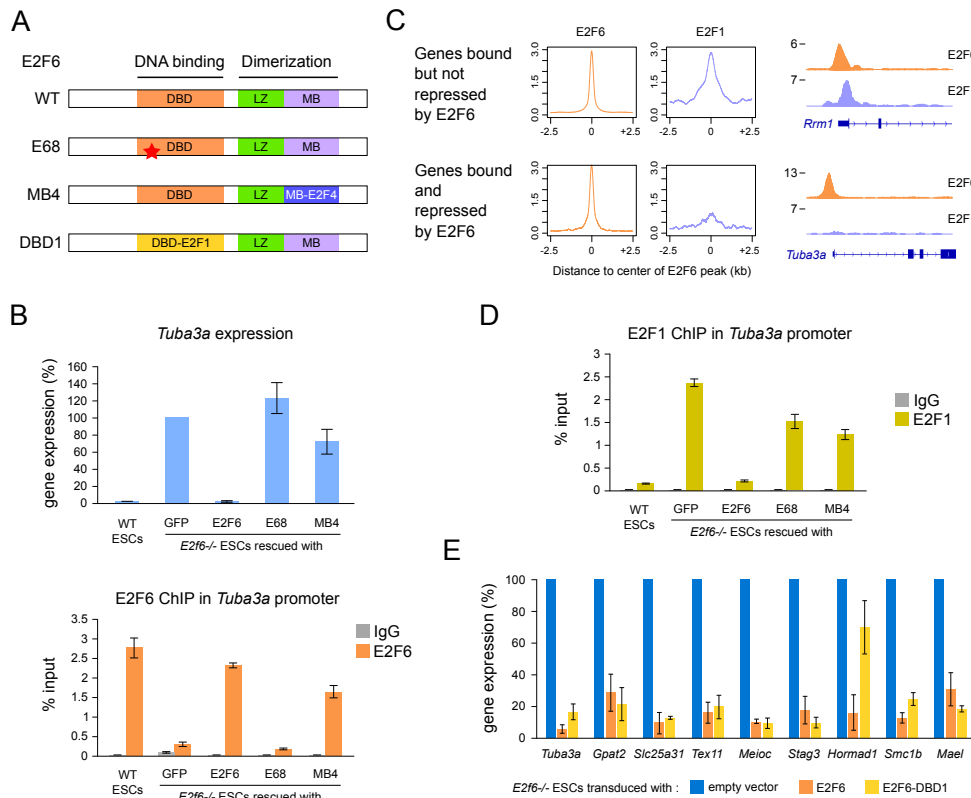 A
E2F6
DNA binding
Dimerization
WT
DBD
LZ
MB
E68
DBD
LZ
MB
MB4
DBD
LZ
MB-E2F4
DBD1
DBD-E2F1
LZ
MB
B
Tuba3a expression
gene expression (%)
160
140
120
100
80
60
40
20
0
WT ESCs
GFP
E2F6
E68
MB4
E2f6-/- ESCs rescued with
E2F6 ChIP in Tuba3a promoter
IgG
E2F6
% input
3.5
3
2.5
2
1.5
1
0.5
0
WT ESCs
GFP
E2F6
E68
MB4
E2f6-/- ESCs rescued with
C
E2F6
E2F1
Genes bound
but not
repressed
by E2F6
3.0
1.5
0.0
3.0
1.5
0.0
-2.5
0
+2.5
-2.5
0
+2.5
Genes bound
and
repressed
by E2F6
3.0
1.5
0.0
3.0
1.5
0.0
-2.5
0
+2.5
-2.5
0
+2.5
Distance to center of E2F6 peak (kb)
6
E2F6
7
E2F
Rrm1
13
E2F
7
E2F
Tuba3a
D
E2F1 ChIP in Tuba3a promoter
IgG
E2F1
% input
2.5
2
1.5
1
0.5
0
WT
ESCs
GFP
E2F6
E68
MB4
E2f6-/- ESCs rescued with
E
gene expression (%)
100
80
60
40
20
0
Tuba3a
Gpat2
Slc25a31
Tex11
Meioc
Stag3
Hormad1
Smc1b
Mael
E2f6-/- ESCs transduced with :
empty vector
E2F6
E2F6-DBD1